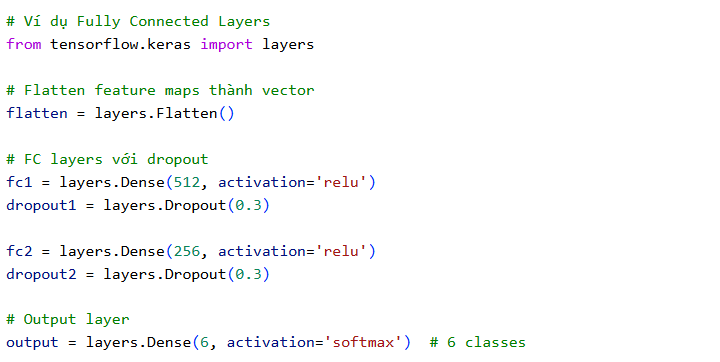 # Ví dụ Fully Connected Layers
from tensorflow.keras import layers
# Flatten feature maps thành vector
flatten = layers.Flatten()
# FC layers với dropout
fc1 = layers.Dense(512, activation='relu')
dropout1 = layers.Dropout(0.3)
fc2 = layers.Dense(256, activation='relu')
dropout2 = layers.Dropout(0.3)
# Output layer
output = layers.Dense(6, activation='softmax')  # 6 classes